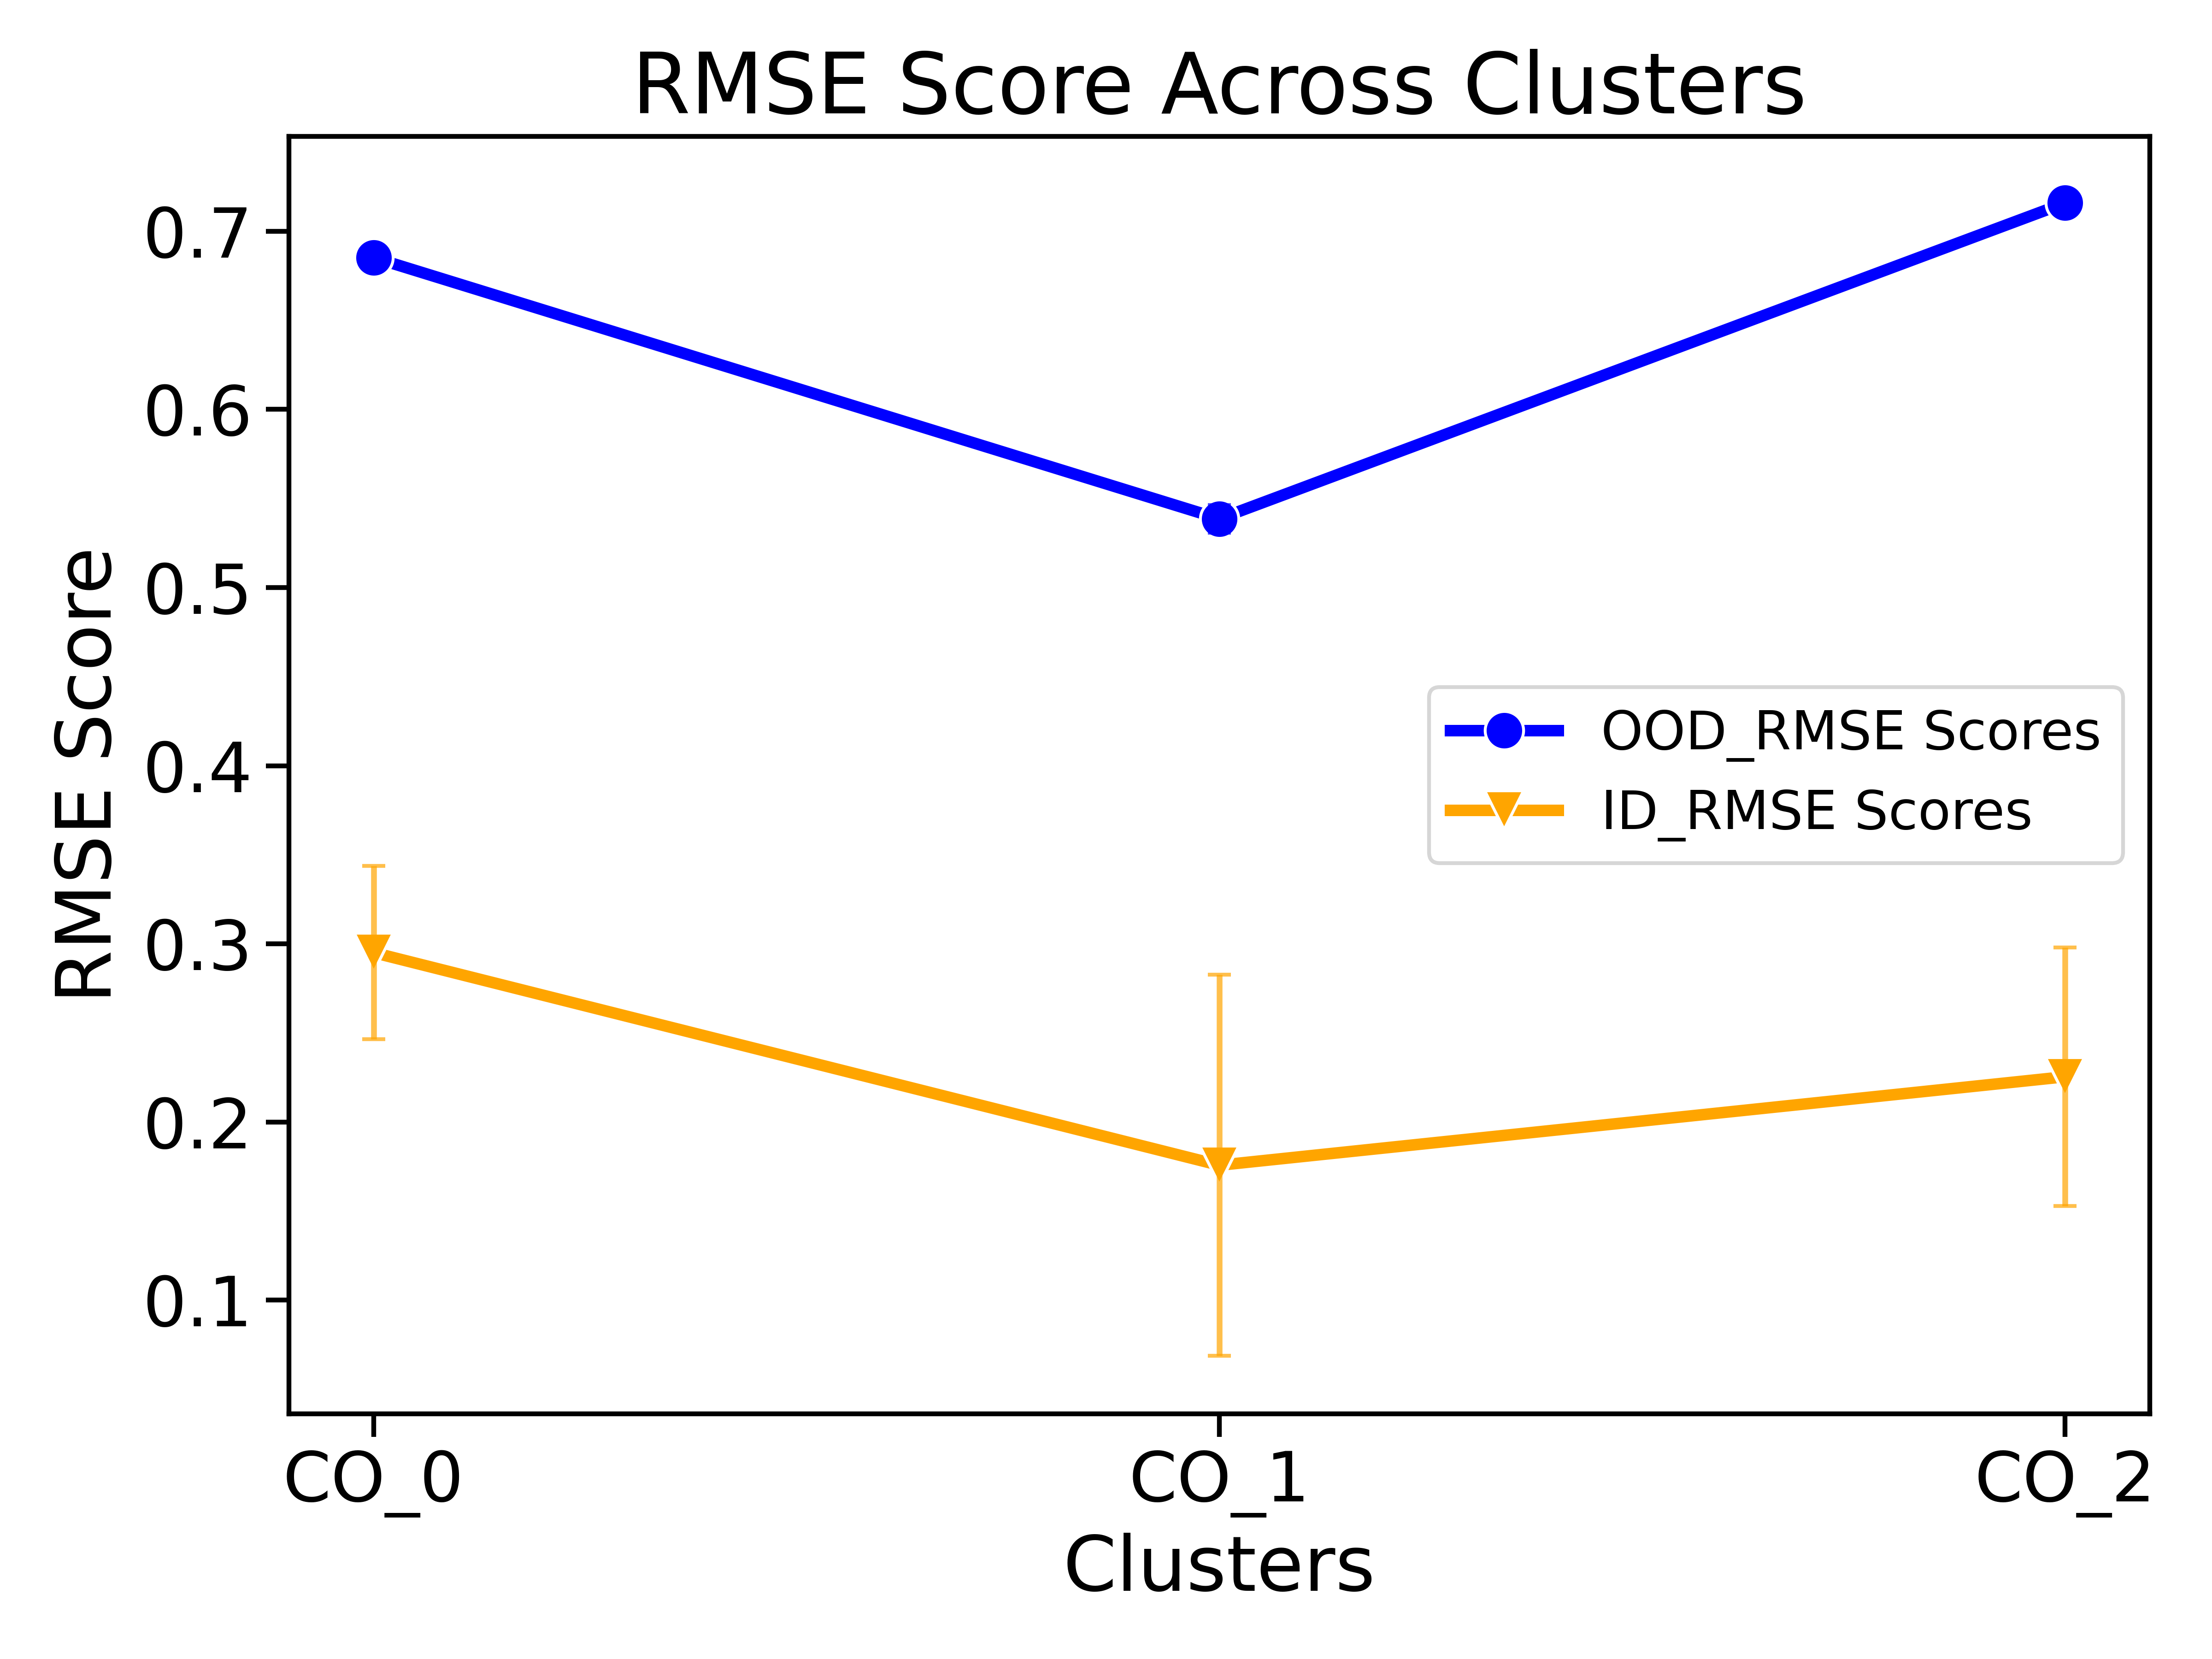 RMSE Score Across Clusters
RMSE Score
0.7
0.6
0.5
0.4
0.3
0.2
0.1
OOD_RMSE Scores
ID_RMSE Scores
CO_0
CO_1
CO_2
Clusters